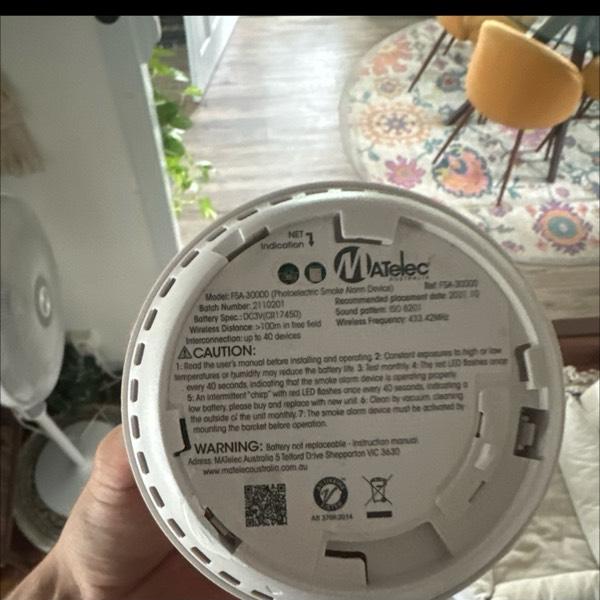 NET
Indication
MATelec
AUSTRALIA
Model: FSA-30000 (Photoelectric Smoke Alarm Device) Ref: FSA-30000
Batch Number: 2110201 Recommended placement date:
Battery Spec.: DC3V(CR17450) Sound pattern: ISO 8201
Wireless Distance: >100m in free field Wireless Frequency: 433.42MHz
Interconnection: up to 40 devices
CAUTION:
1: Read the user's manual before installing and operating. 2: Constant exposures to high or low
temperatures or humidity may reduce the battery life. 3: Test monthly. 4: The red LED flashes once
every 40 seconds, indicating that the smoke alarm device is operating properly.
5: An intermittent "chirp" with red LED flashes once every 40 seconds, indicating a
low battery, please buy and replace with new unit. 6: Clean by vacuum, cleaning
the outside of the unit monthly. 7: The smoke alarm device must be activated by
mounting the barcket before operation.
WARNING: Battery not replaceable - Instruction manual.
Adress: MATelec Australia 5 Telford Drive Shepparton VIC 3630
www.matelecaustralia.com.au
AS 3786:2014